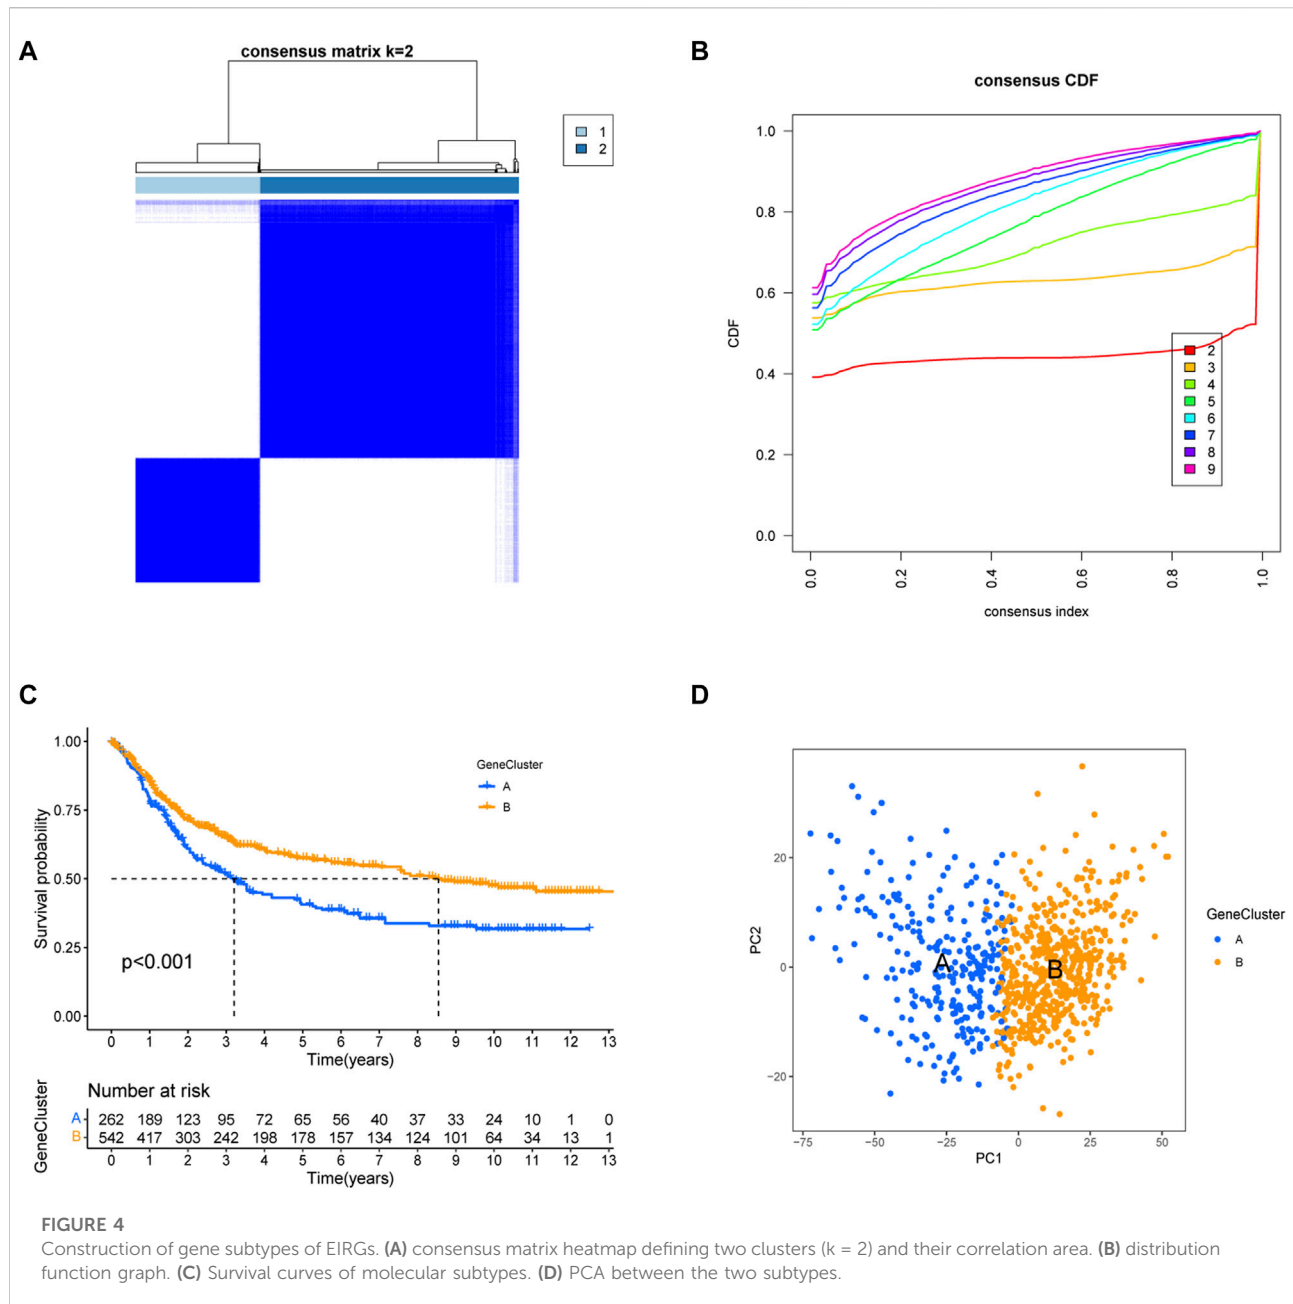 A
consensus matrix k=2
1
2
B
consensus CDF
1.0
0.8
0.6
0.4
0.2
0.0
CDF
2
3
4
5
6
7
8
9
0.0 0.2 0.4 0.6 0.8 1.0
consensus index
C
GeneCluster
A
B
1.00
0.75
0.50
0.25
0.00
Survival probability
p<0.001
0 1 2 3 4 5 6 7 8 9 10 11 12 13
Time(years)
Number at risk
GeneCluster
A 262 189 123 95 72 65 56 40 37 33 24 10 1 0
B 542 417 303 242 198 178 157 134 124 101 64 34 13 1
0 1 2 3 4 5 6 7 8 9 10 11 12 13
Time(years)
D
20
0
−20
PC2
A
B
GeneCluster
A
B
−75 −50 −25 0 25 50
PC1
FIGURE 4
Construction of gene subtypes of EIRGs. (A) consensus matrix heatmap defining two clusters (k = 2) and their correlation area. (B) distribution
function graph. (C) Survival curves of molecular subtypes. (D) PCA between the two subtypes.